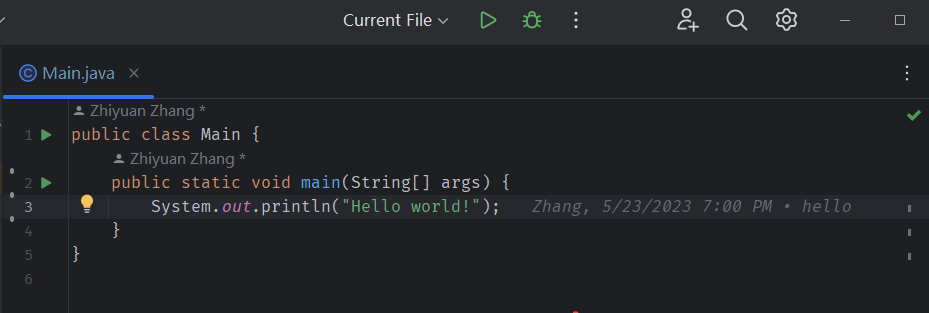 Current File
Main.java
Zhiyuan Zhang *
1 public class Main {
Zhiyuan Zhang *
2 public static void main(String[] args) {
3 System.out.println("Hello world!"); Zhang, 5/23/2023 7:00 PM • hello
4 }
5 }
6